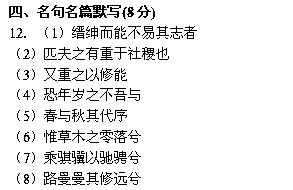 四、名句名篇默写(8分)
12. （1）缙绅而能不易其志者
（2）匹夫之有重于社稷也
（3）又重之以修能
（4）恐年岁之不吾与
（5）春与秋其代序
（6）惟草木之零落兮
（7）乘骐骥以驰骋兮
（8）路曼曼其修远兮